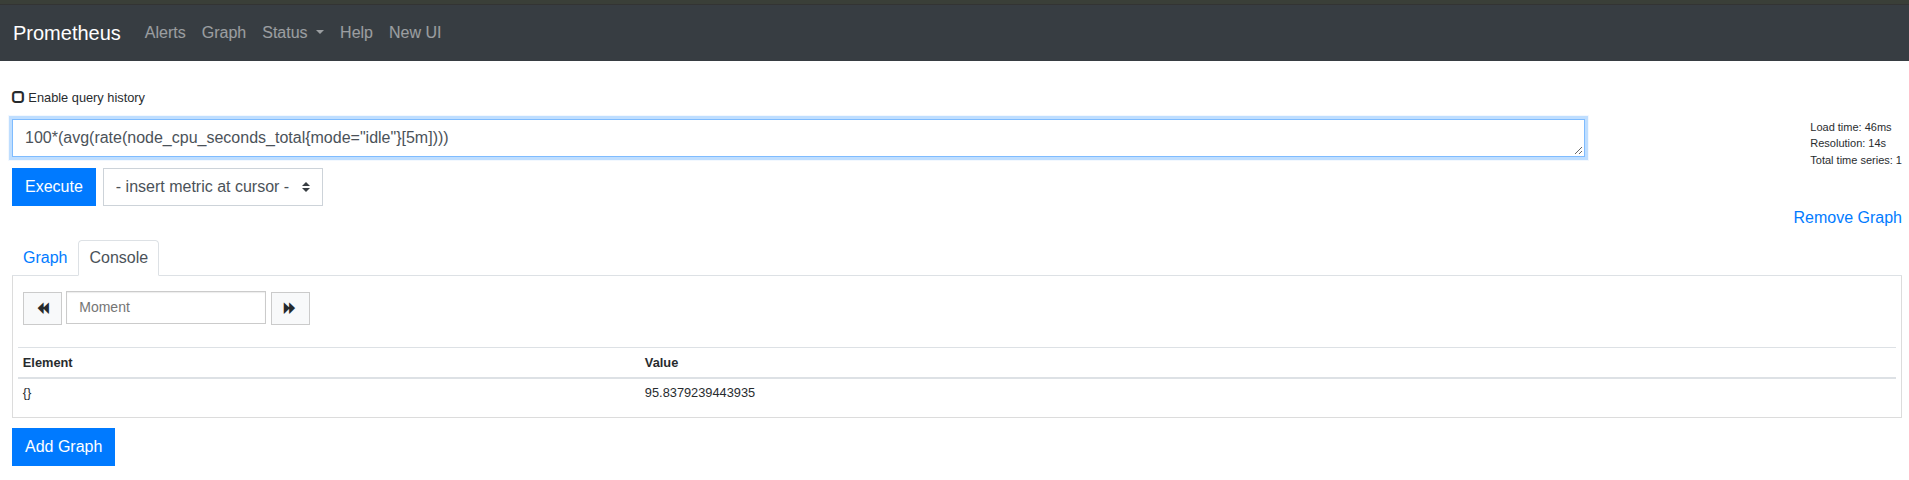 Prometheus Alerts Graph Status Help New UI
Enable query history
100*(avg(rate(node_cpu_seconds_total{mode="idle"}[5m])))
Load time: 46ms
Resolution: 14s
Total time series: 1
Execute - insert metric at cursor -
Remove Graph
Graph Console
Moment
Element Value
{} 95.8379239443935
Add Graph